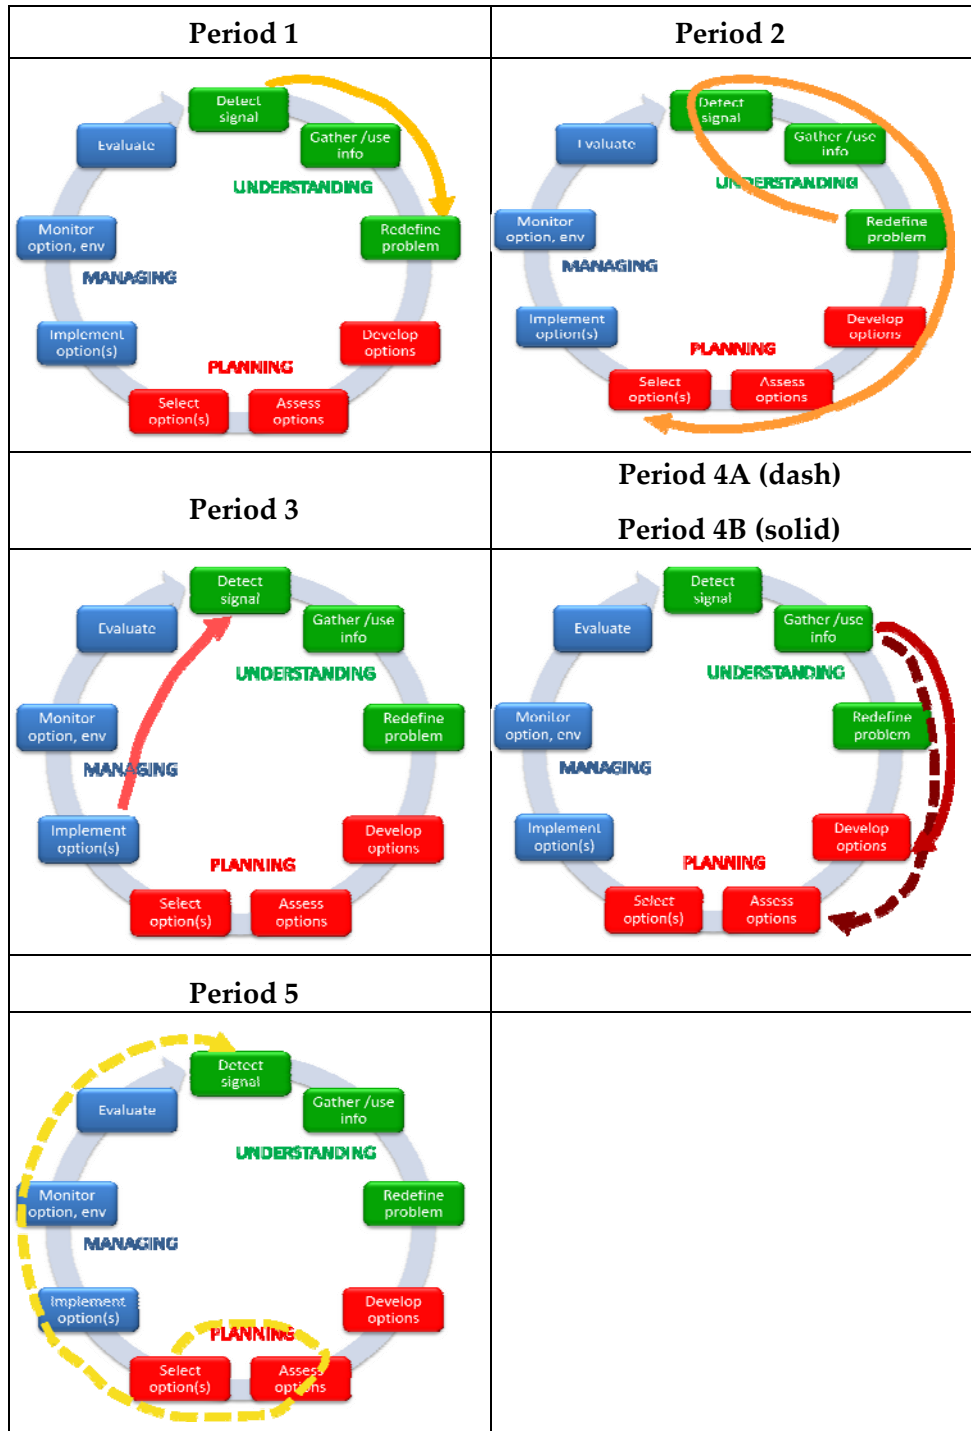 Period 1
Period 2
Detect
signal
Gather /use
info
Evaluate
UNDERSTANDING
Monitor
option, env
Redefine
problem
MANAGING
Implement
option(s)
Develop
options
PLANNING
Select
option(s)
Assess
options
Detect
signal
Gather /use
info
Evaluate
UNDERSTANDING
Monitor
option, env
Redefine
problem
MANAGING
Implement
option(s)
Develop
options
PLANNING
Select
option(s)
Assess
options
Period 3
Period 4A (dash)
Period 4B (solid)
Detect
signal
Gather /use
info
Evaluate
UNDERSTANDING
Monitor
option, env
Redefine
problem
MANAGING
Implement
option(s)
Develop
options
PLANNING
Select
option(s)
Assess
options
Detect
signal
Gather /use
info
Evaluate
UNDERSTANDING
Monitor
option, env
Redefine
problem
MANAGING
Implement
option(s)
Develop
options
PLANNING
Select
option(s)
Assess
options
Period 5
Detect
signal
Gather /use
info
Evaluate
UNDERSTANDING
Monitor
option, env
Redefine
problem
MANAGING
Implement
option(s)
Develop
options
PLANNING
Select
option(s)
Assess
options